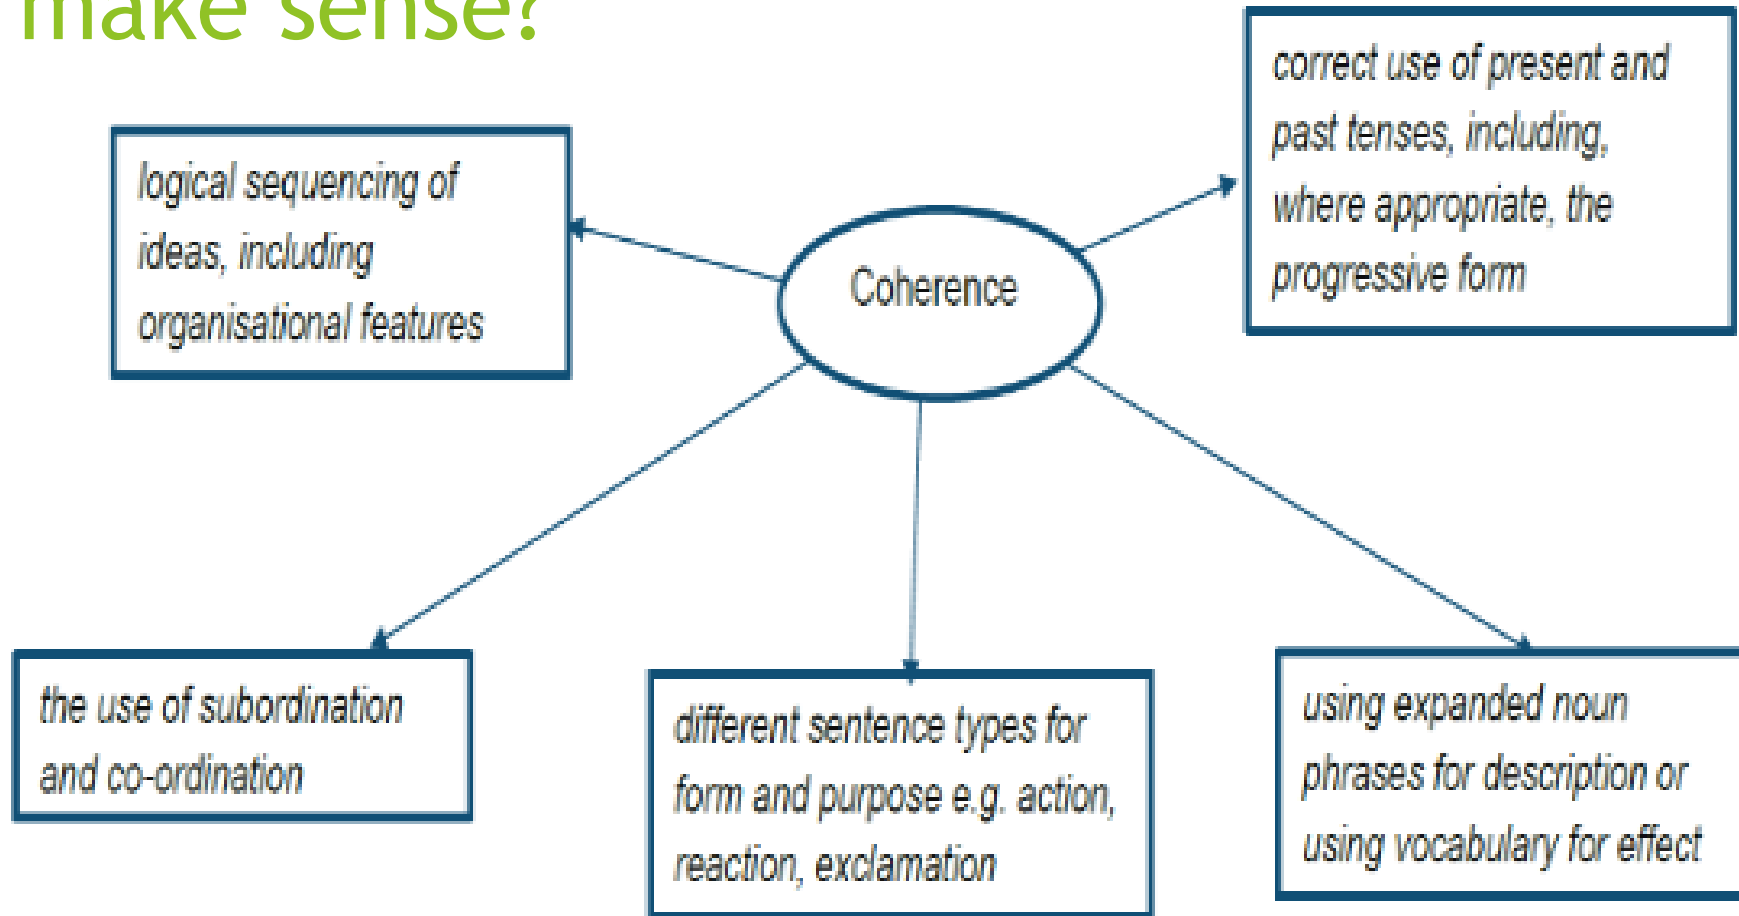 make sense?
correct use of present and
past tenses, including,
where appropriate, the
progressive form
logical sequencing of
ideas, including
organisational features
Coherence
the use of subordination
and co-ordination
different sentence types for
form and purpose e.g. action,
reaction, exclamation
using expanded noun
phrases for description or
using vocabulary for effect